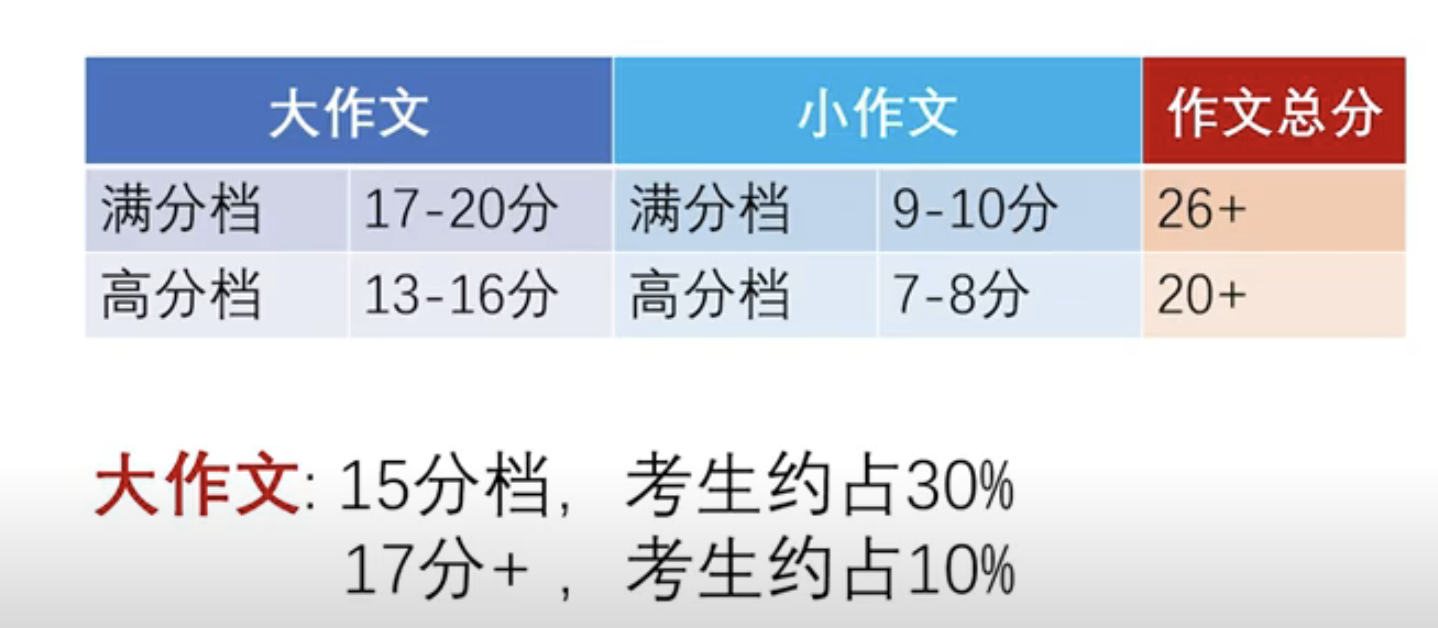 大作文 小作文 作文总分
满分档 17-20分 满分档 9-10分 26+
高分档 13-16分 高分档 7-8分 20+
大作文: 15分档, 考生约占30%
17分+ , 考生约占10%